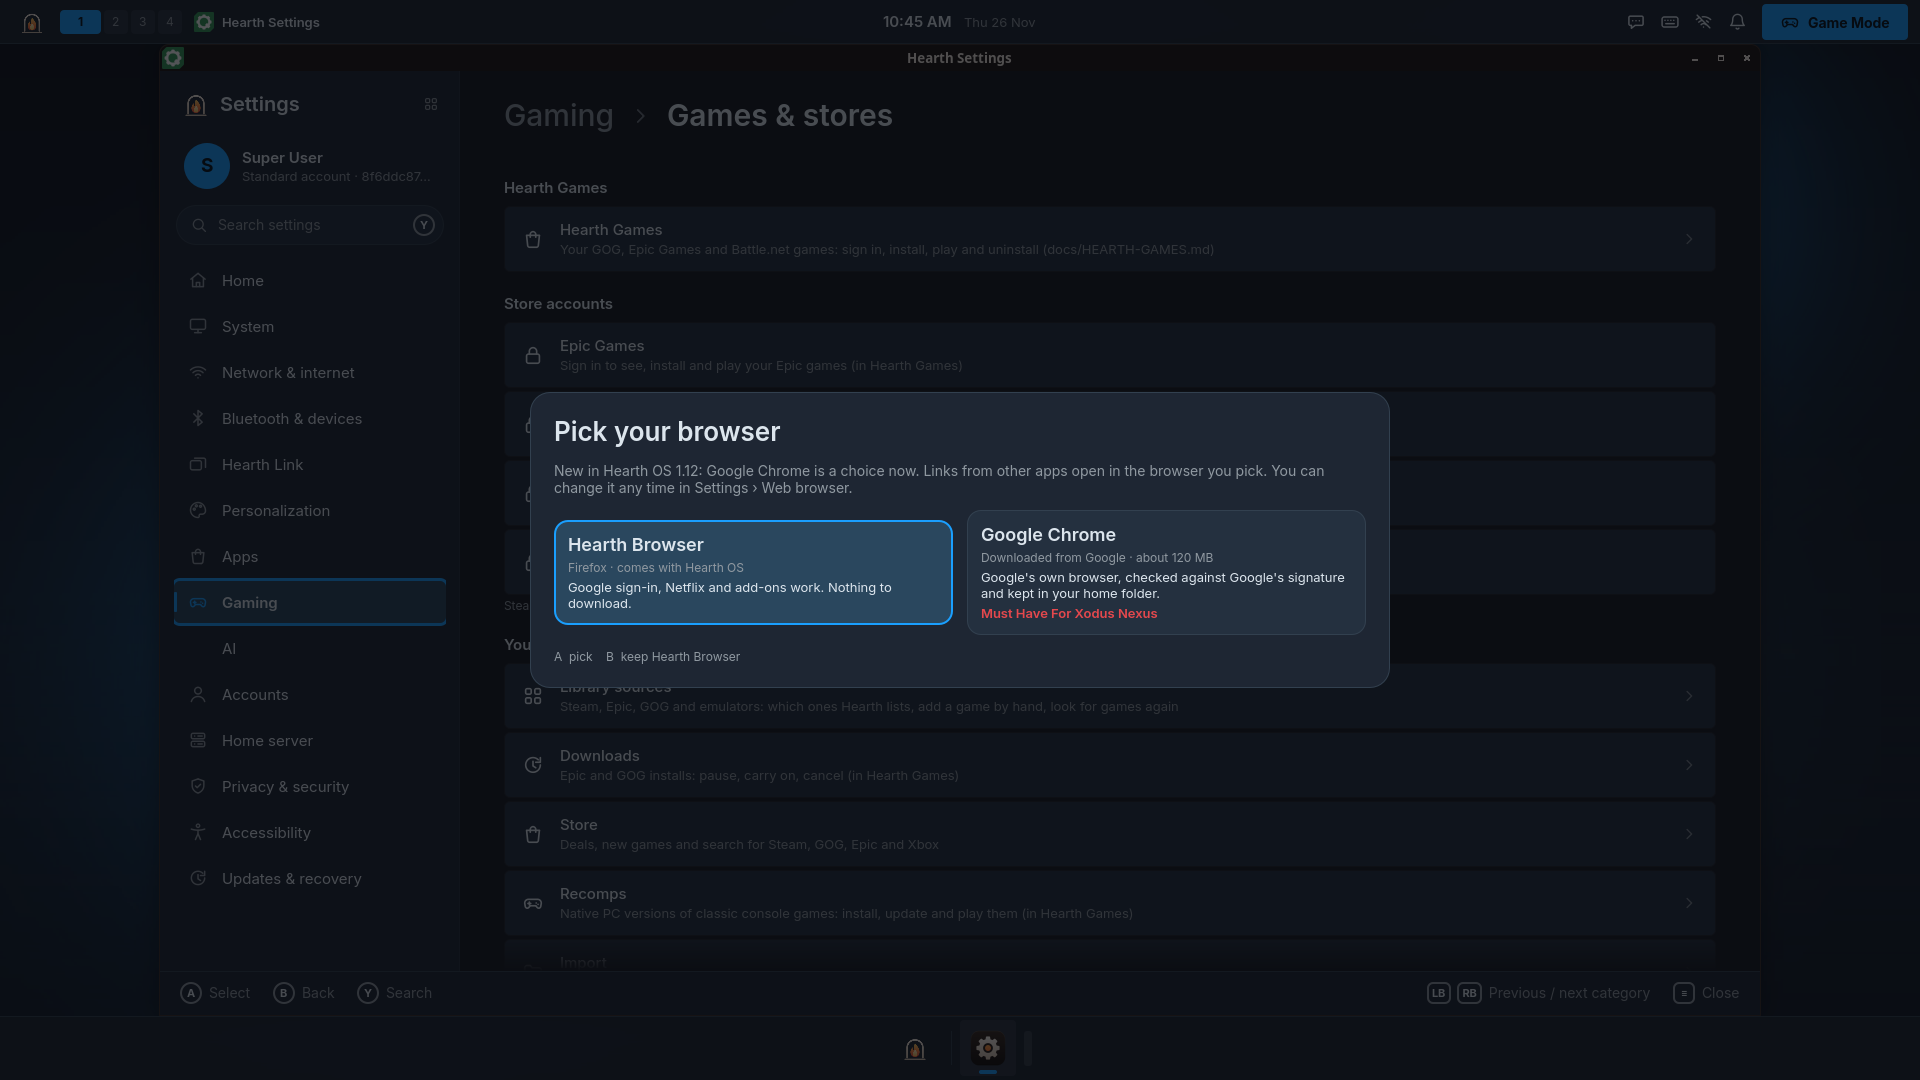 1 2 3 4 Hearth Settings 10:45 AM Thu 26 Nov Game Mode
Hearth Settings
Settings
S
Super User
Standard account · 8f6ddc87...
Search settings Y
Home
System
Network & internet
Bluetooth & devices
Hearth Link
Personalization
Apps
Gaming
AI
Accounts
Home server
Privacy & security
Accessibility
Updates & recovery
Gaming › Games & stores
Hearth Games
Hearth Games
Your GOG, Epic Games and Battle.net games: sign in, install, play and uninstall (docs/HEARTH-GAMES.md)
Store accounts
Epic Games
Sign in to see, install and play your Epic games (in Hearth Games)
Pick your browser
New in Hearth OS 1.12: Google Chrome is a choice now. Links from other apps open in the browser you pick. You can
change it any time in Settings › Web browser.
Hearth Browser
Firefox · comes with Hearth OS
Google sign-in, Netflix and add-ons work. Nothing to
download.
Google Chrome
Downloaded from Google · about 120 MB
Google's own browser, checked against Google's signature
and kept in your home folder.
Must Have For Xodus Nexus
A pick B keep Hearth Browser
Stea
You
Library sources
Steam, Epic, GOG and emulators: which ones Hearth lists, add a game by hand, look for games again
Downloads
Epic and GOG installs: pause, carry on, cancel (in Hearth Games)
Store
Deals, new games and search for Steam, GOG, Epic and Xbox
Recomps
Native PC versions of classic console games: install, update and play them (in Hearth Games)
Import
A Select B Back Y Search LB RB Previous / next category ≡ Close